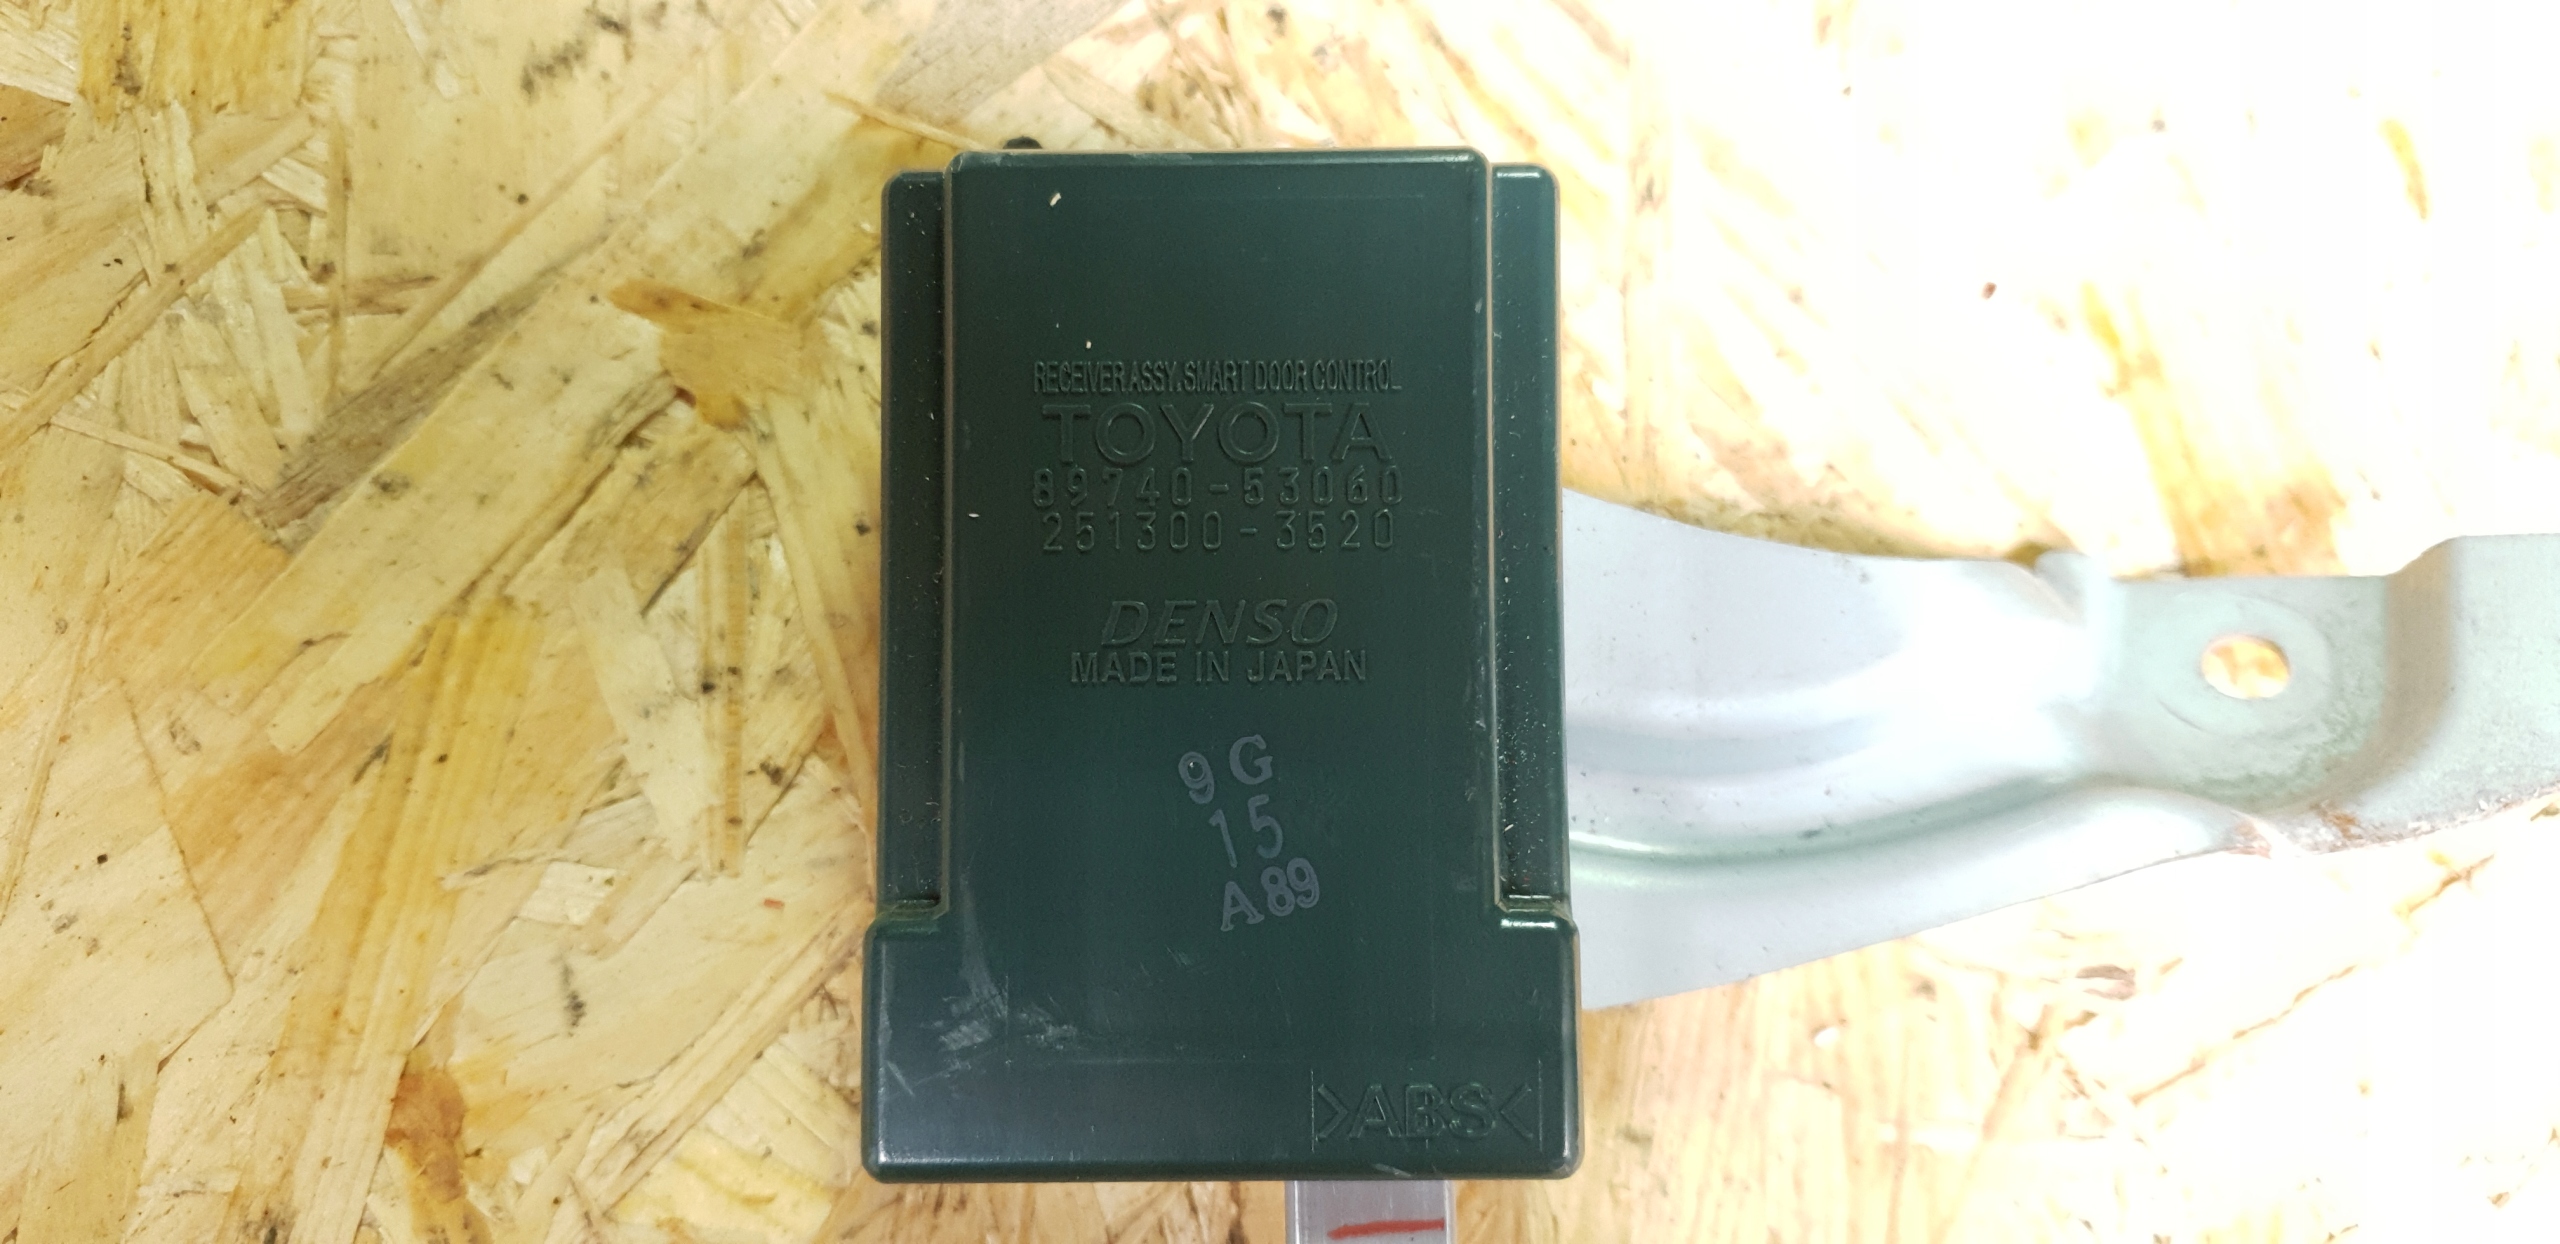 RECEIVER ASSY.SMART DOOR CONTROL
TOYOTA
89740-53060
251300-3520
DENSO
MADE IN JAPAN
9 G
15
A89
>ABS<